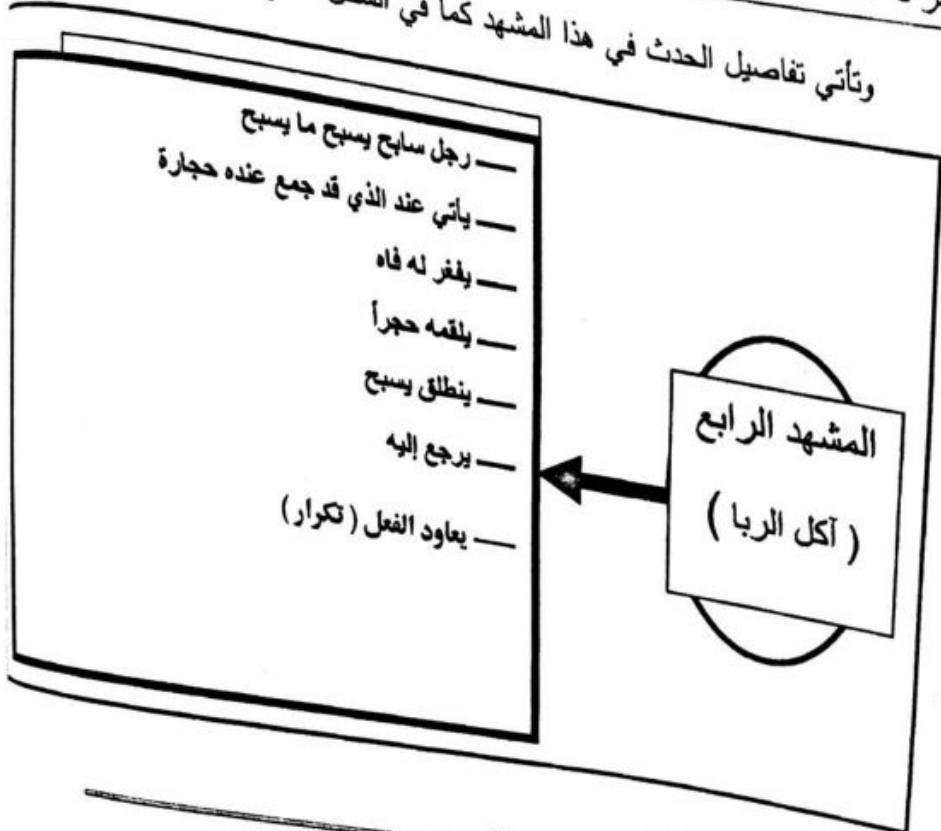 وتأتي تفاصيل الحدث في هذا المشهد كما في
رجل سابح يسبح ما يسبح
يأتي عند الذي قد جمع عنده حجارة
يفغر له فاه
يلقمه حجراً
ينطلق يسبح
يرجع إليه
يعاود الفعل (تكرار)
المشهد الرابع
( آكل الربا )